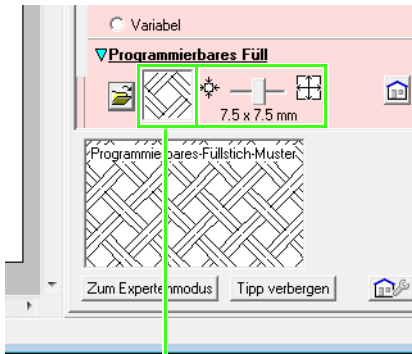 Variabel
Programmierbares Füll
7.5 x 7.5 mm
Programmierbares-Füllstich-Muster
Zum Expertenmodus Tipp verbergen